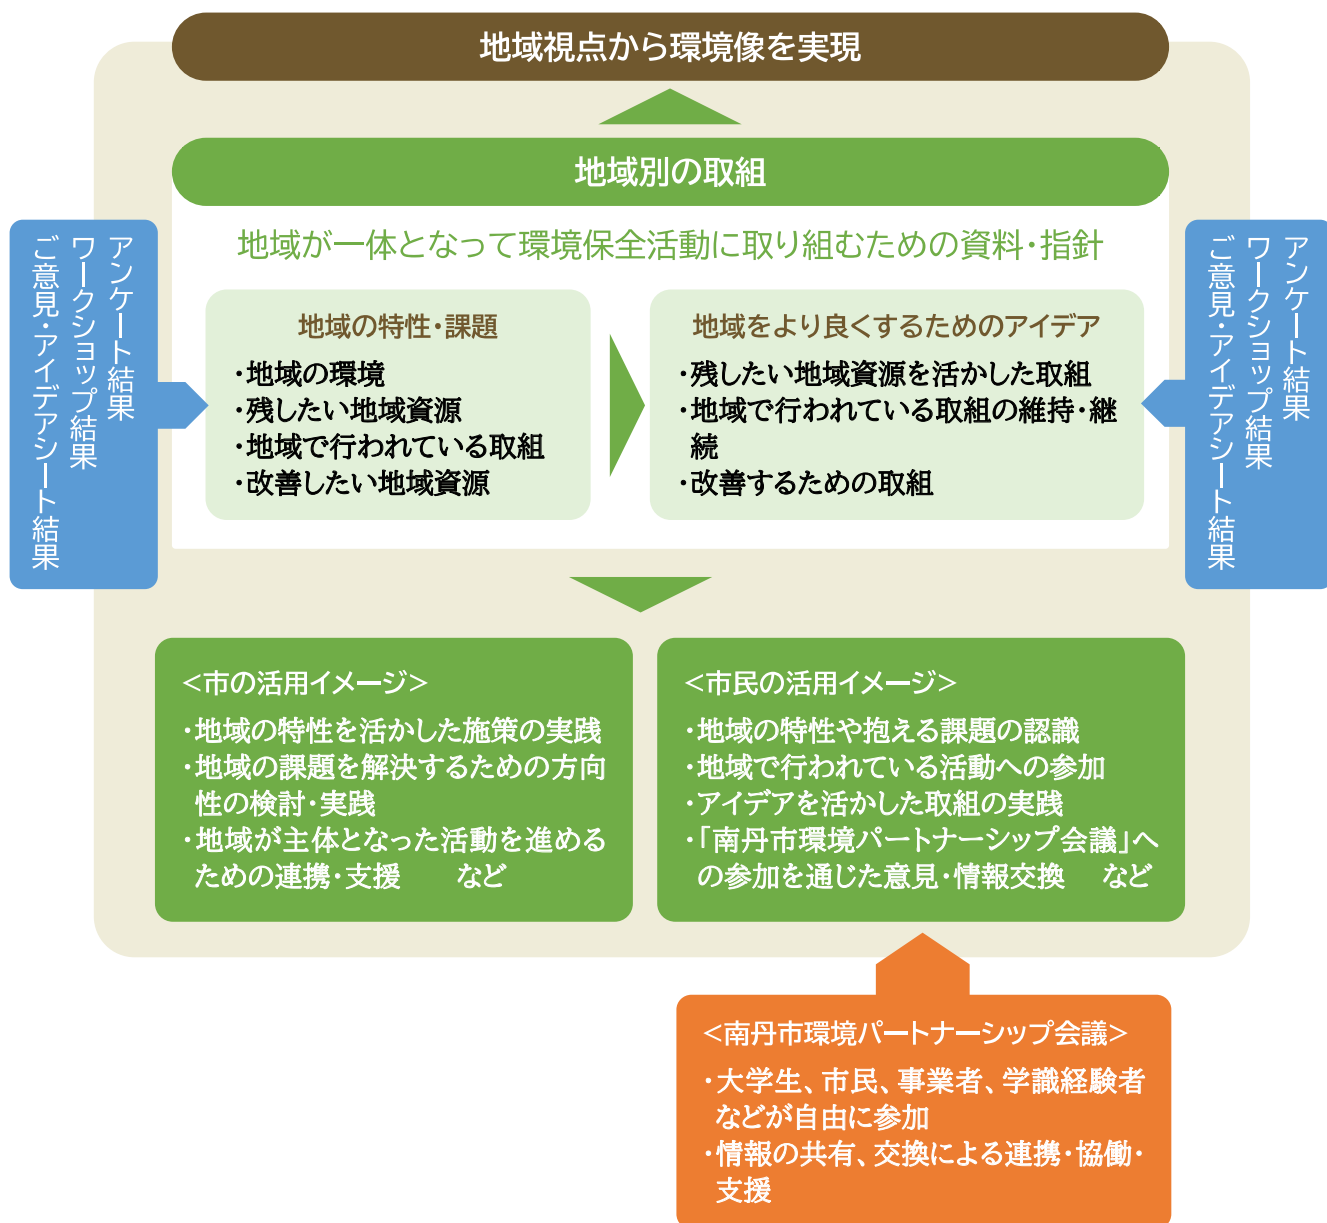 地域視点から環境像を実現
地域別の取組
地域が一体となって環境保全活動に取り組むための資料・指針
アンケート結果
ワークショップ結果
ご意見・アイデアシート結果
地域の特性・課題
・地域の環境
・残したい地域資源
・地域で行われている取組
・改善したい地域資源
地域をより良くするためのアイデア
・残したい地域資源を活かした取組
・地域で行われている取組の維持・継
続
・改善するための取組
アンケート結果
ワークショップ結果
ご意見・アイデアシート結果
<市の活用イメージ>
・地域の特性を活かした施策の実践
・地域の課題を解決するための方向
性の検討・実践
・地域が主体となった活動を進める
ための連携・支援　　など
<市民の活用イメージ>
・地域の特性や抱える課題の認識
・地域で行われている活動への参加
・アイデアを活かした取組の実践
・「南丹市環境パートナーシップ会議」へ
の参加を通じた意見・情報交換　など
<南丹市環境パートナーシップ会議>
・大学生、市民、事業者、学識経験者
などが自由に参加
・情報の共有、交換による連携・協働・
支援